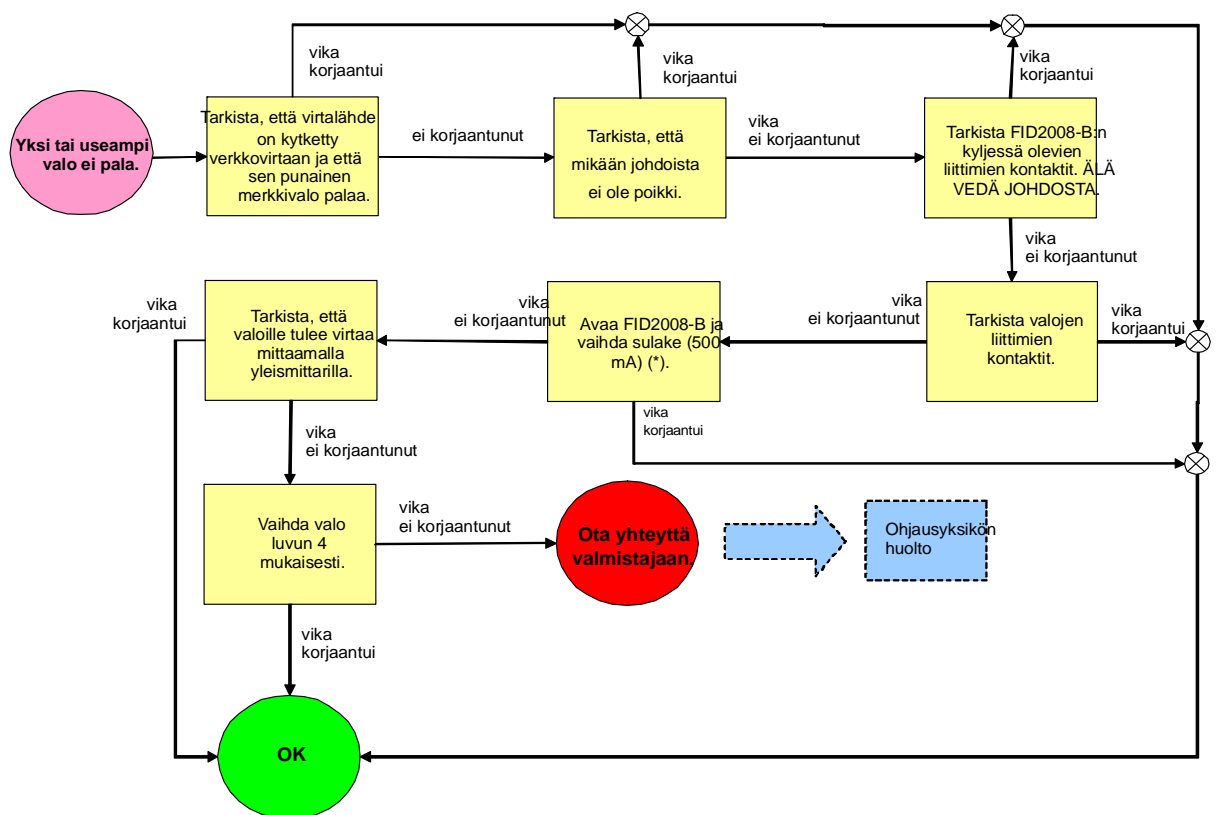 vika
korjaantui
vika
korjaantui
vika
korjaantui
Yksi tai useampi
valo ei pala.
Tarkista, että virtalähde
on kytketty
verkkovirtaan ja että
sen punainen
merkkivalo palaa.
ei korjaantunut
Tarkista, että
mikään johdoista
ei ole poikki.
vika
ei korjaantunut
Tarkista FID2008-B:n
kyljessä olevien
liittimien kontaktit. ÄLÄ
VEDÄ JOHDOSTA.
vika
ei korjaantunut
vika
korjaantui
Tarkista, että
valoille tulee virtaa
mittaamalla
yleismittarilla.
vika
ei korjaantunut
Avaa FID2008-B ja
vaihda sulake (500
mA) (*).
vika
ei korjaantunut
Tarkista valojen
liittimien
kontaktit.
vika
korjaantui
vika
korjaantui
vika
ei korjaantunut
Vaihda valo
luvun 4
mukaisesti.
vika
ei korjaantunut
Ota yhteyttä
valmistajaan.
Ohjausyksikön
huolto
vika
korjaantui
OK